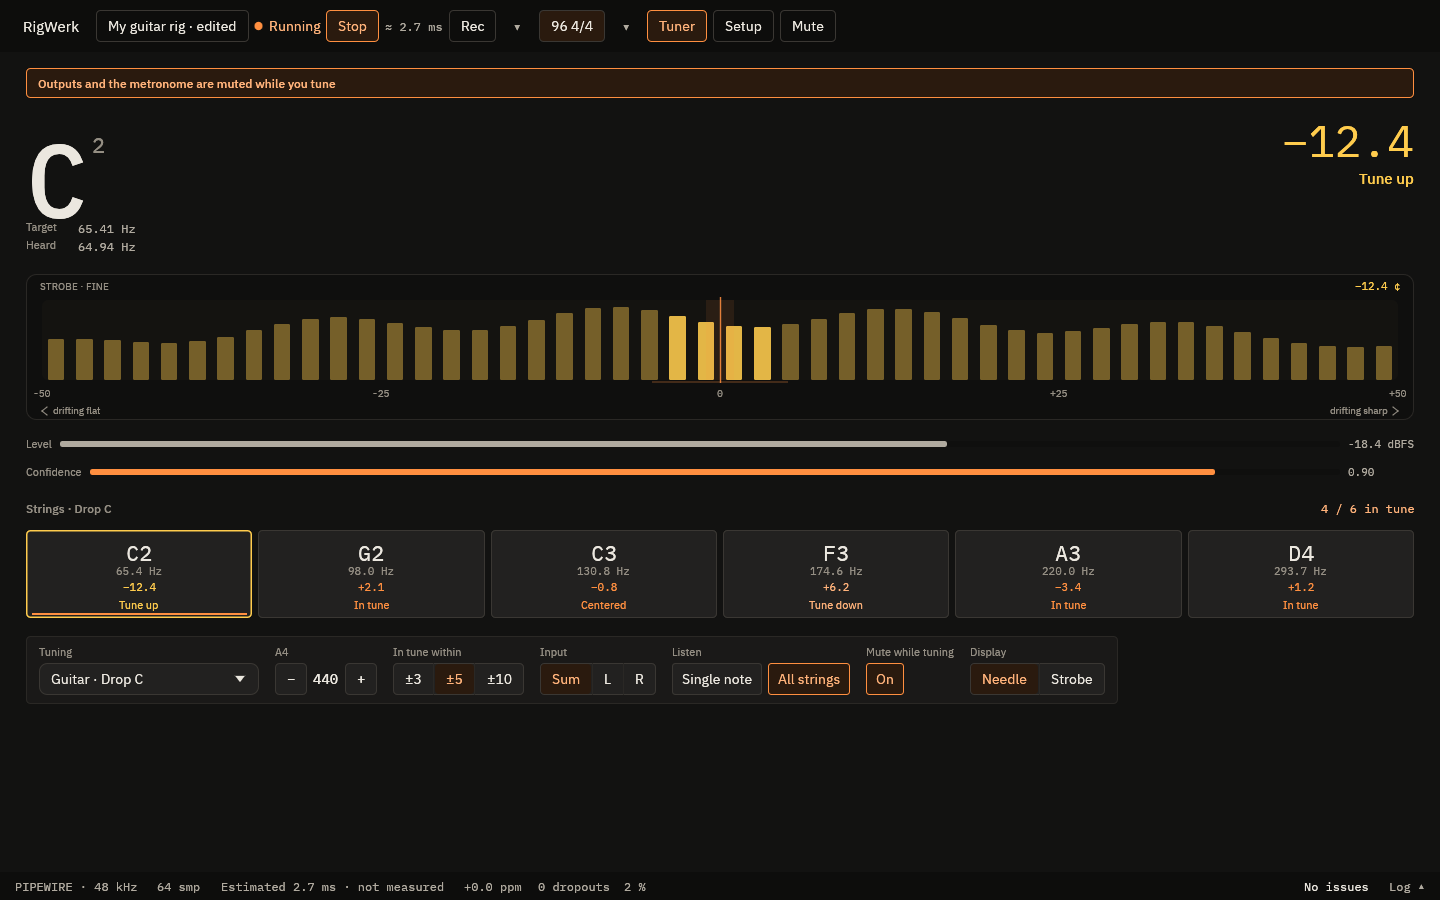 RigWerk My guitar rig · edited Running Stop ≈ 2.7 ms Rec ▾ 96 4/4 ▾ Tuner Setup Mute
Outputs and the metronome are muted while you tune
C 2 −12.4
Tune up
Target 65.41 Hz
Heard 64.94 Hz
STROBE · FINE −12.4 ¢
-50 -25 0 +25 +50
drifting flat drifting sharp
Level -18.4 dBFS
Confidence 0.90
Strings · Drop C 4 / 6 in tune
C2 G2 C3 F3 A3 D4
65.4 Hz 98.0 Hz 130.8 Hz 174.6 Hz 220.0 Hz 293.7 Hz
−12.4 +2.1 −0.8 +6.2 −3.4 +1.2
Tune up In tune Centered Tune down In tune In tune
Tuning A4 In tune within Input Listen Mute while tuning Display
Guitar · Drop C − 440 + ±3 ±5 ±10 Sum L R Single note All strings On Needle Strobe
PIPEWIRE · 48 kHz 64 smp Estimated 2.7 ms · not measured +0.0 ppm 0 dropouts 2 % No issues Log ▴